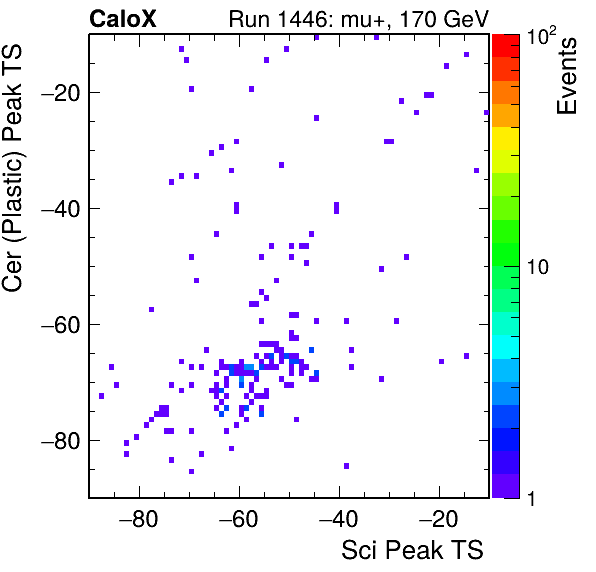 CaloX Run 1446: mu+, 170 GeV
Cer (Plastic) Peak TS
−20
−40
−60
−80
−80 −60 −40 −20
Sci Peak TS
10²
10
1
Events